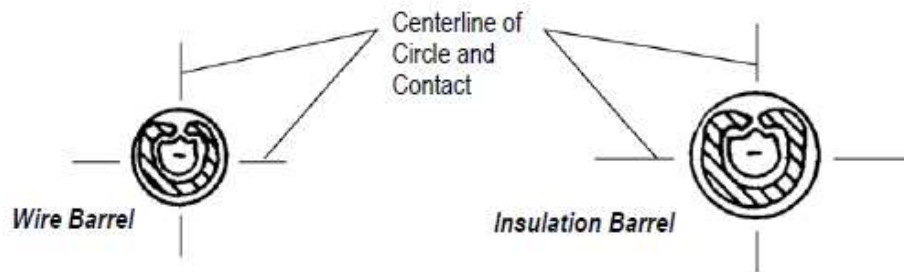 Centerline of
Circle and
Contact
Wire Barrel
Insulation Barrel